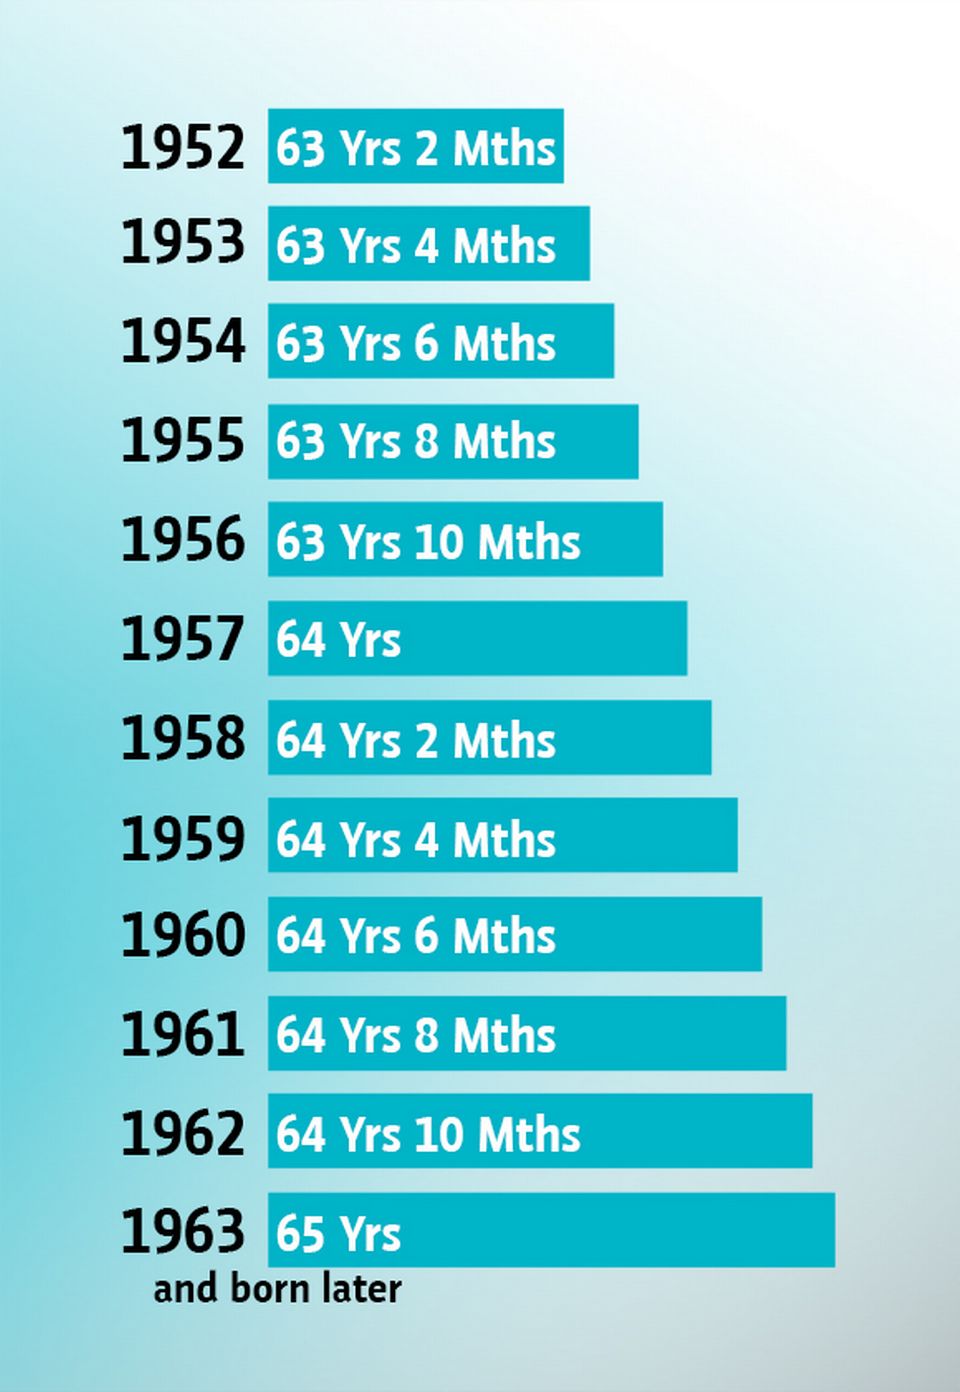 1952 63 Yrs 2 Mths
1953 63 Yrs 4 Mths
1954 63 Yrs 6 Mths
1955 63 Yrs 8 Mths
1956 63 Yrs 10 Mths
1957 64 Yrs
1958 64 Yrs 2 Mths
1959 64 Yrs 4 Mths
1960 64 Yrs 6 Mths
1961 64 Yrs 8 Mths
1962 64 Yrs 10 Mths
1963 65 Yrs
and born later